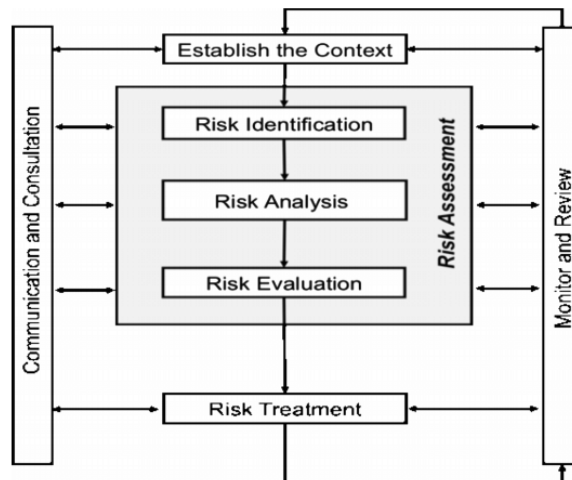 Establish the Context
Communication and Consultation
Risk Identification
Risk Analysis
Risk Evaluation
Risk Assessment
Monitor and Review
Risk Treatment